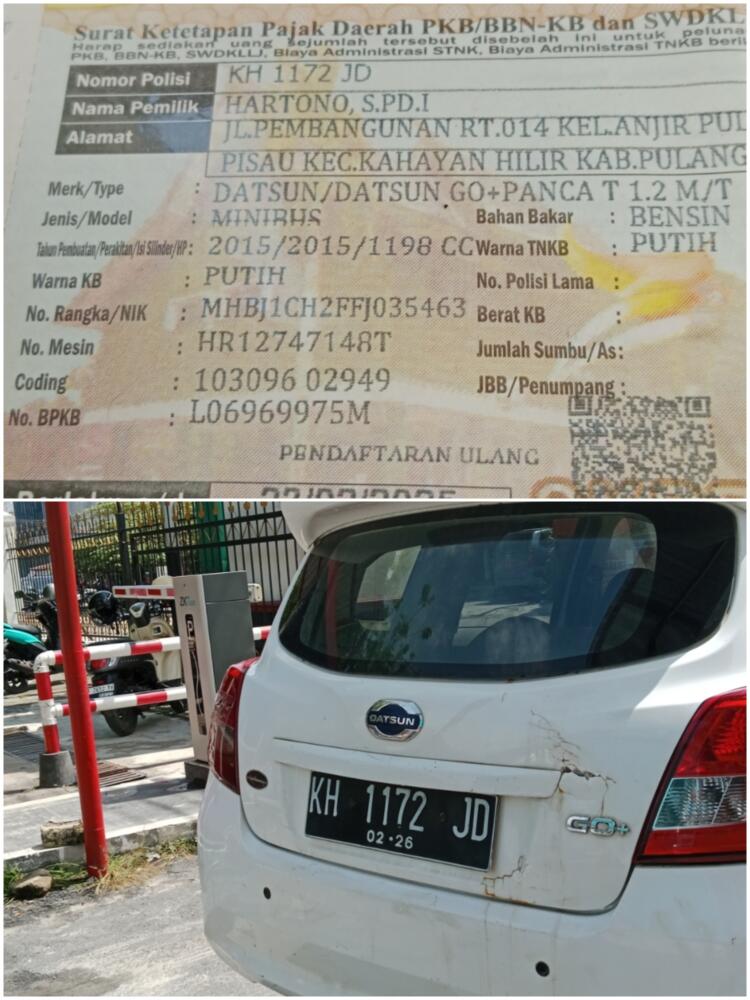 Surat Ketetapan Pajak Daerah PKB/BBN-KB dan SWDKL
Harap sediakan uang sejumlah tersebut disebelah ini untuk pelun
PKB, BBN-KB, SWDKLLJ, Biaya Administrasi STNK, Biaya Administrasi TNKB beri
Nomor Polisi KH 1172 JD
Nama Pemilik HARTONO, S.PD.I
Alamat JL.PEMBANGUNAN RT.014 KEL.ANJIR PUL
PISAU KEC.KAHAYAN HILIR KAB.PULANG
Merk/Type : DATSUN/DATSUN GO+PANCA T 1.2 M/T
Jenis/Model : MINIBUS Bahan Bakar : BENSIN
Tahun Pembuatan/Perakitan/Isi Silinder/HP : 2015/2015/1198 CC Warna TNKB : PUTIH
Warna KB : PUTIH No. Polisi Lama :
No. Rangka/NIK : MHBJ1CH2FFJ035463 Berat KB :
No. Mesin : HR12747148T Jumlah Sumbu/As:
Coding : 103096 02949 JBB/Penumpang :
No. BPKB : L06969975M
PENDAFTARAN ULANG
DATSUN
KH 1172 JD
02·26
GO+